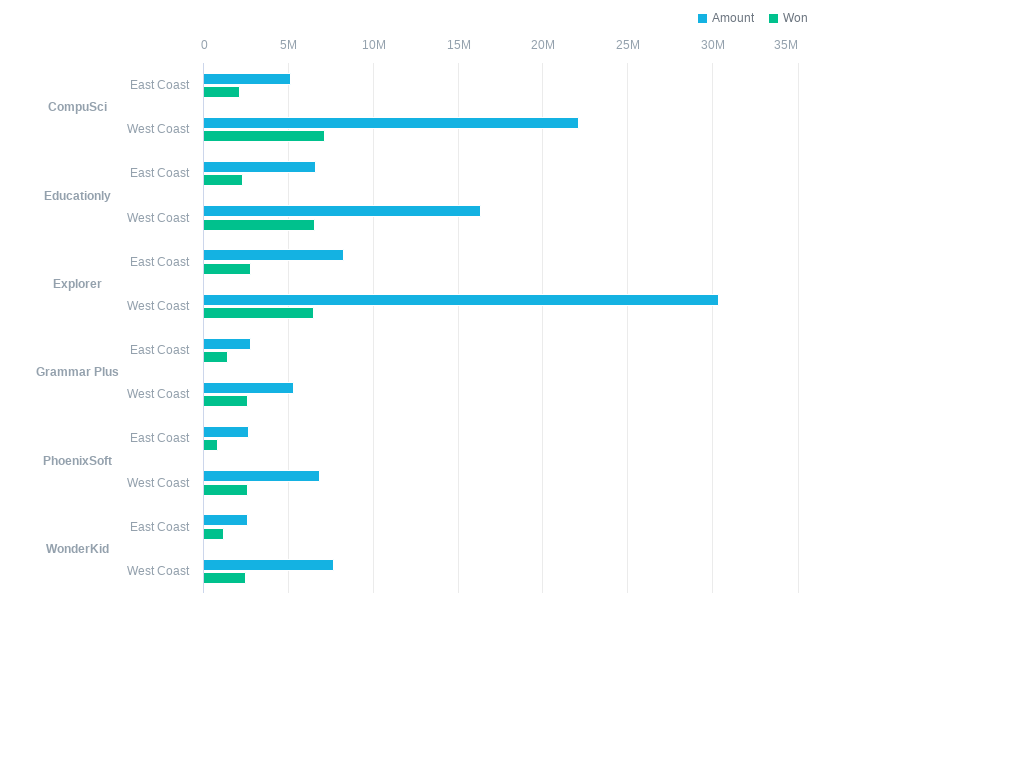 Amount Won
0 5M 10M 15M 20M 25M 30M 35M
East Coast
CompuSci
West Coast
East Coast
Educationly
West Coast
East Coast
Explorer
West Coast
East Coast
Grammar Plus
West Coast
East Coast
PhoenixSoft
West Coast
East Coast
WonderKid
West Coast